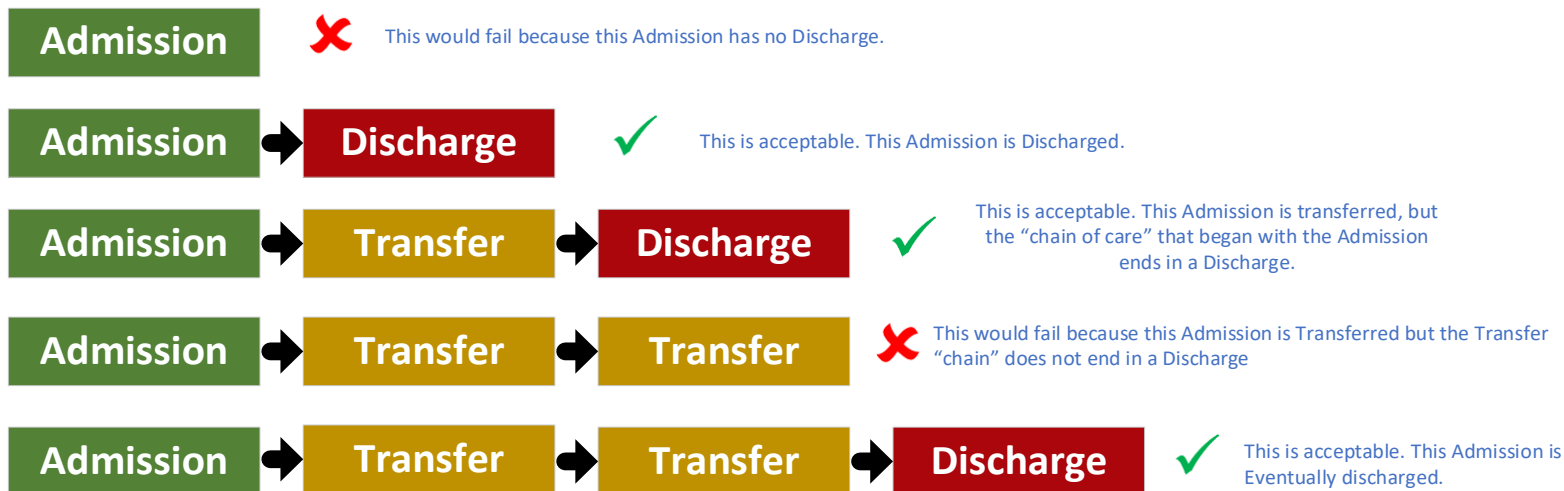 Admission
This would fail because this Admission has no Discharge.
Admission
Discharge
This is acceptable. This Admission is Discharged.
Admission
Transfer
Discharge
This is acceptable. This Admission is transferred, but
the “chain of care” that began with the Admission
ends in a Discharge.
Admission
Transfer
Transfer
This would fail because this Admission is Transferred but the Transfer
“chain” does not end in a Discharge
Admission
Transfer
Transfer
Discharge
This is acceptable. This Admission is
Eventually discharged.